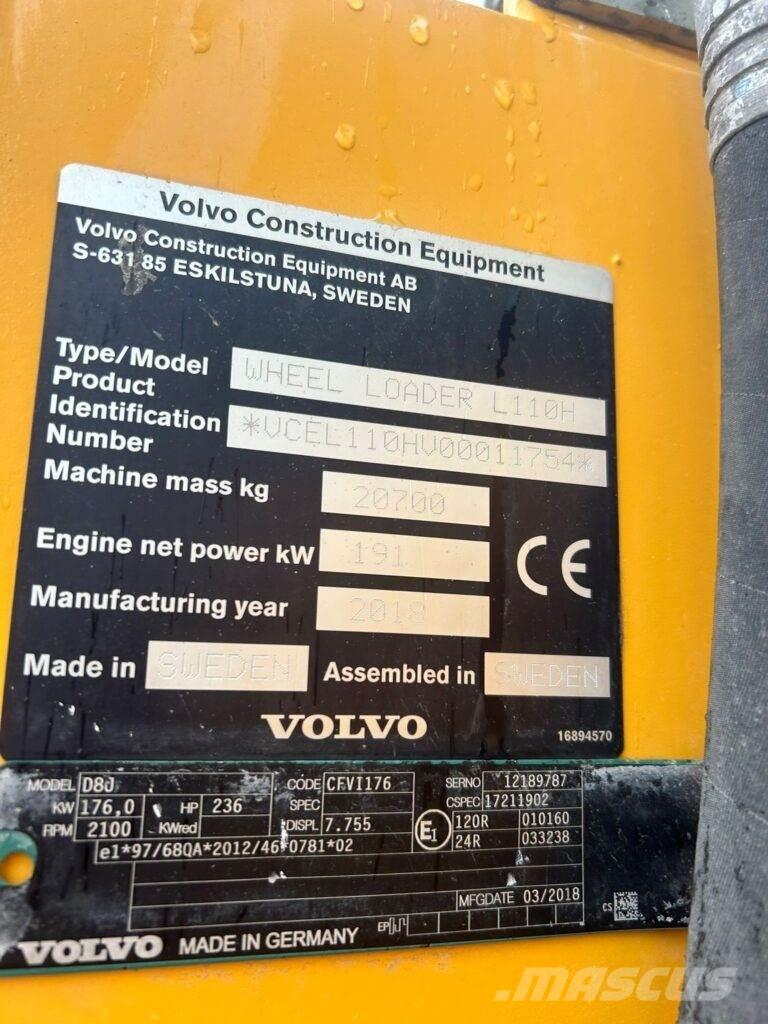 Volvo Construction Equipment
Volvo Construction Equipment AB
S-631 85 ESKILSTUNA, SWEDEN
Type/Model WHEEL LOADER L110H
Product
Identification *VCEL110HV00011754*
Number
Machine mass kg 20700
Engine net power kW 191
Manufacturing year 2018
CE
Made in SWEDEN Assembled in SWEDEN
VOLVO 16894570
MODEL D8J CODE CFVI176 SERNO 12189787
KW 176,0 HP 236 SPEC CSPEC 17211902
RPM 2100 KWred DISPL 7.755 E1 120R 010160
24R 033238
e1*97/68QA*2012/46*0781*02
MFGDATE 03/2018
CS
EP
VOLVO MADE IN GERMANY
MASCUS